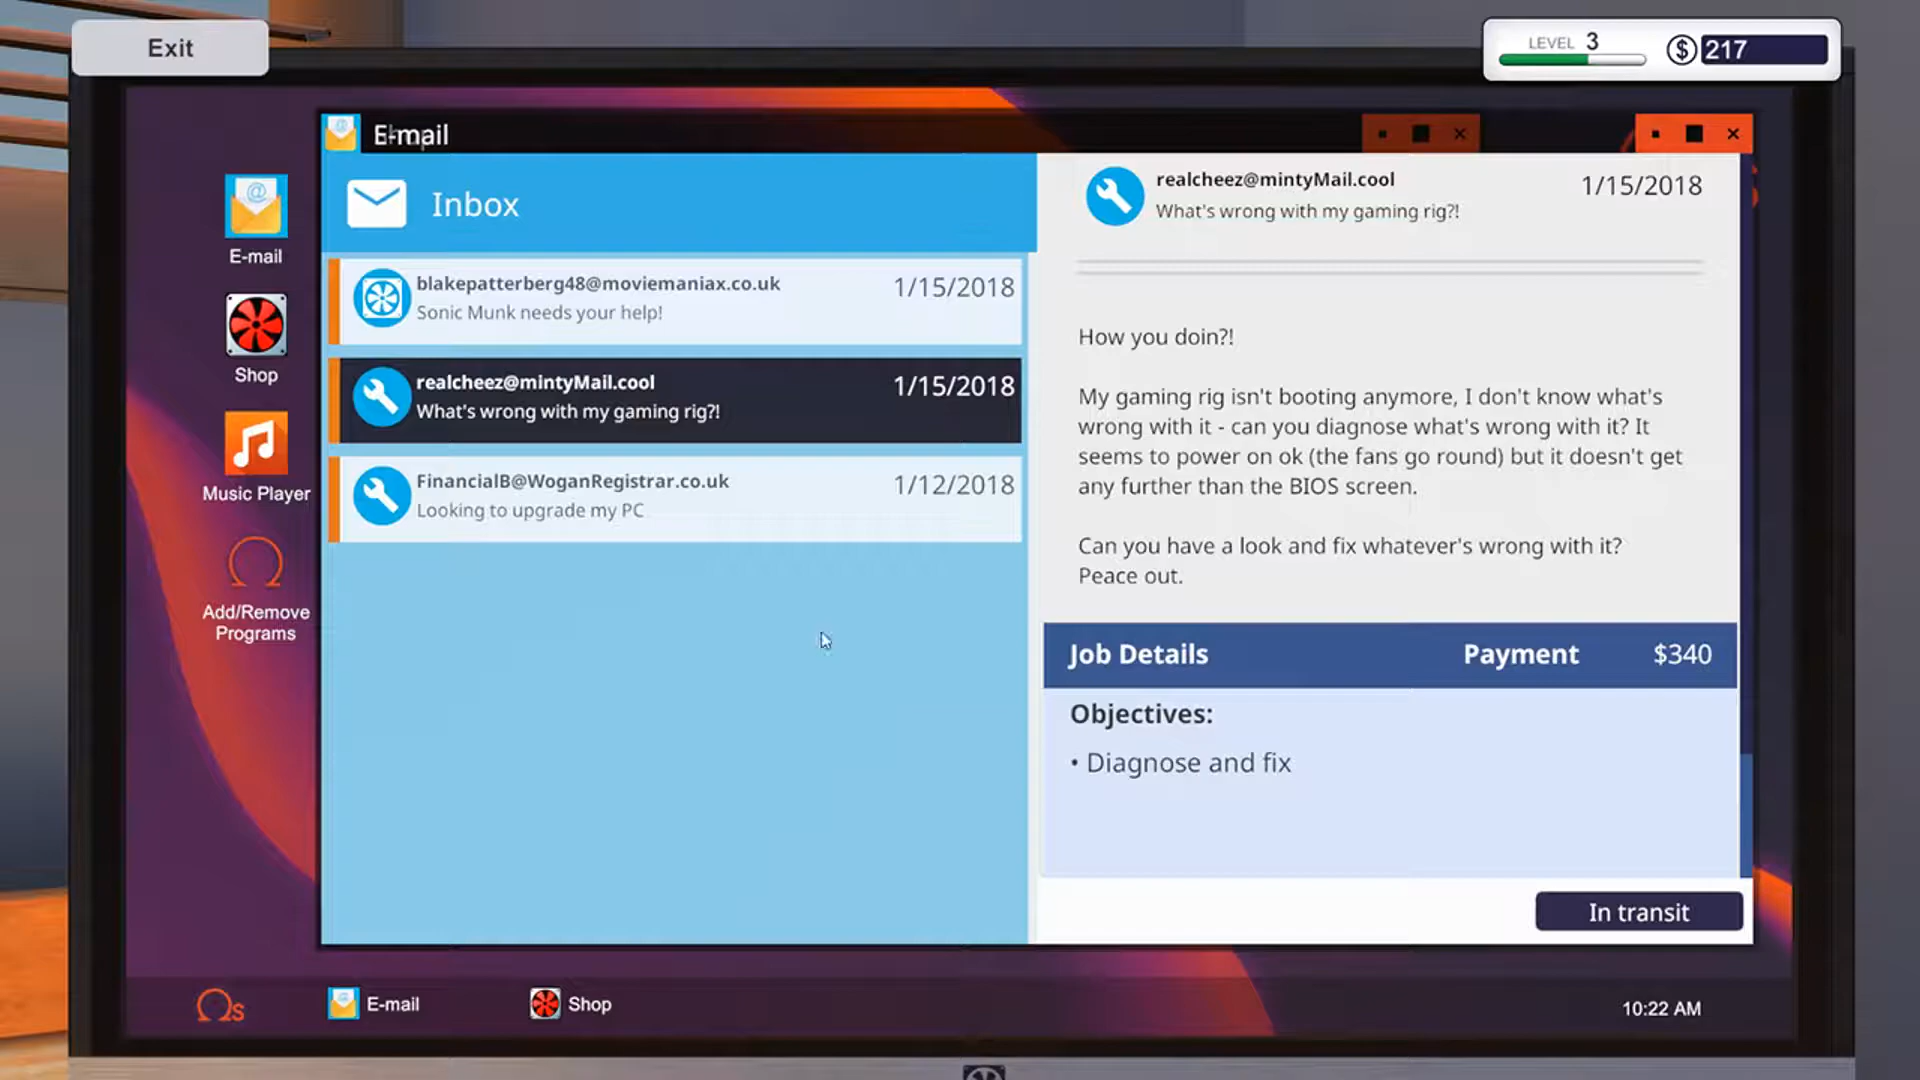 Exit
LEVEL 3
$ 217
E-mail
Inbox
blakepatterberg48@moviemaniax.co.uk
1/15/2018
Sonic Munk needs your help!
realcheez@mintyMail.cool
1/15/2018
What's wrong with my gaming rig?!
FinancialB@WoganRegistrar.co.uk
1/12/2018
Looking to upgrade my PC
realcheez@mintyMail.cool
1/15/2018
What's wrong with my gaming rig?!
How you doin?!
My gaming rig isn't booting anymore, I don't know what's
wrong with it - can you diagnose what's wrong with it? It
seems to power on ok (the fans go round) but it doesn't get
any further than the BIOS screen.
Can you have a look and fix whatever's wrong with it?
Peace out.
Job Details
Payment
$340
Objectives:
• Diagnose and fix
In transit
E-mail
Shop
Music Player
Add/Remove
Programs
Ωs
E-mail
Shop
10:22 AM